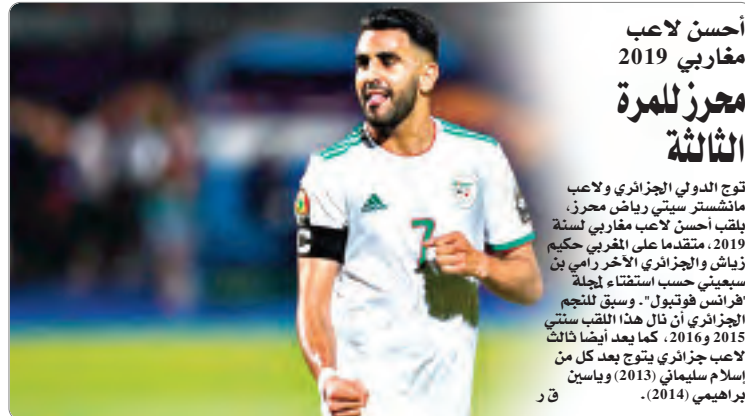 أحسن لاعب
مغاربي 2019
محرز للمرة
الثالثة
توج الدولي الجزائري ولاعب
مانشستر سيتي رياض محرز،
بلقب أحسن لاعب مغاربي لسنة
2019، متقدما على المغربي حكيم
زياش والجزائري الآخر رامي بن
سبعيني حسب استفتاء لمجلة
"فرانس فوتبول". وسبق للنجم
الجزائري أن نال هذا اللقب سنتي
2015 و2016، كما يعد أيضا ثالث
لاعب جزائري يتوج بعد كل من
إسلام سليماني (2013) وياسين
براهيمي (2014).
ق ر
7
C